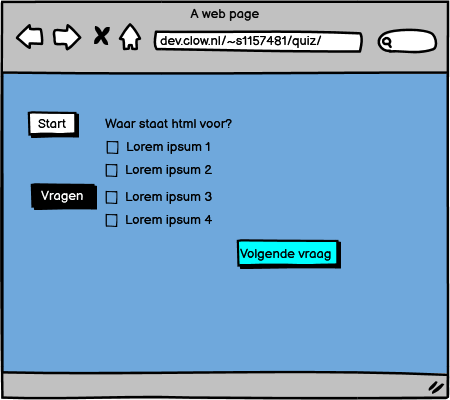 A web page
dev.clow.nl/~s1157481/quiz/
Start
Waar staat html voor?
Lorem ipsum 1
Lorem ipsum 2
Vragen
Lorem ipsum 3
Lorem ipsum 4
Volgende vraag